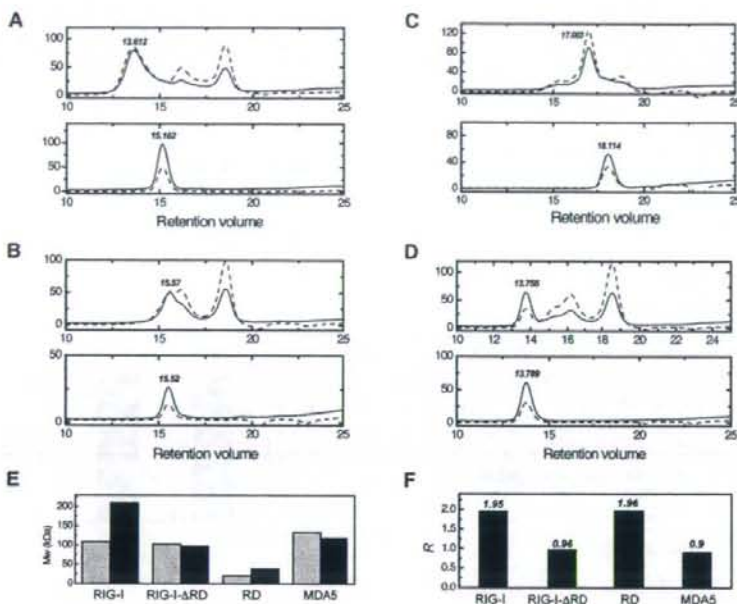 A
13.612
100
50
0
10 15 20 25
15.162
100
50
0
10 15 20 25
Retention volume
C
120
80
40
0
10 15 20 25
18.114
80
40
0
10 15 20 25
Retention volume
B
15.57
100
50
0
10 15 20 25
15.52
50
25
0
10 15 20 25
Retention volume
D
13.755
100
50
0
10 12 14 16 18 20 22 24
13.789
100
50
0
10 15 20 25
Retention volume
E
Mw (kDa)
200
150
100
50
0
RIG-I RIG-I-ΔRD RD MDA5
F
R
2.0
1.5
1.0
0.5
0.0
1.95 0.96 1.96 0.9
RIG-I RIG-I-ΔRD RD MDA5